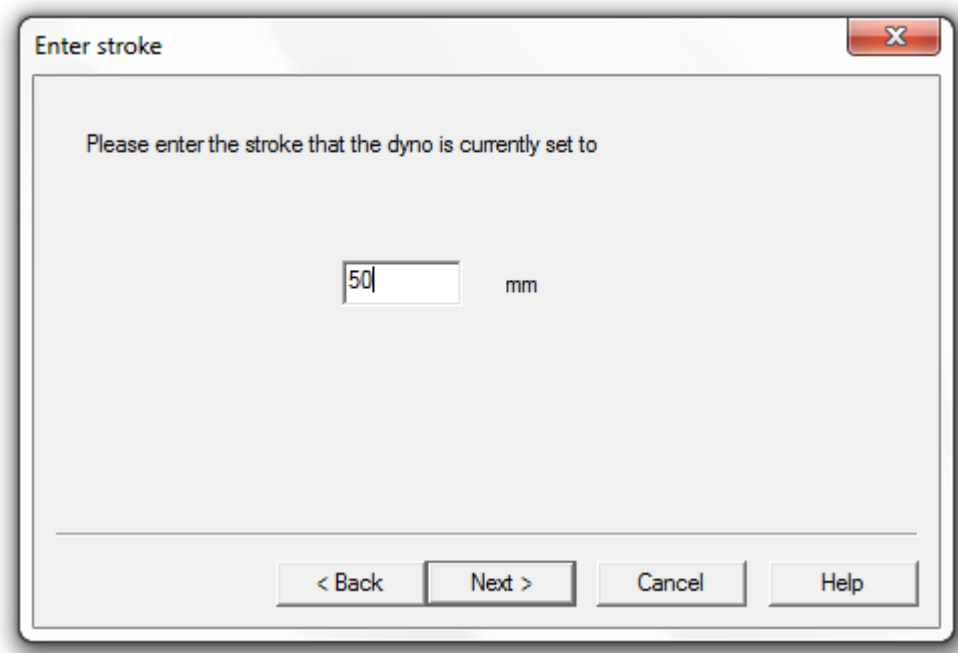 Enter stroke
Please enter the stroke that the dyno is currently set to
50 mm
< Back Next > Cancel Help